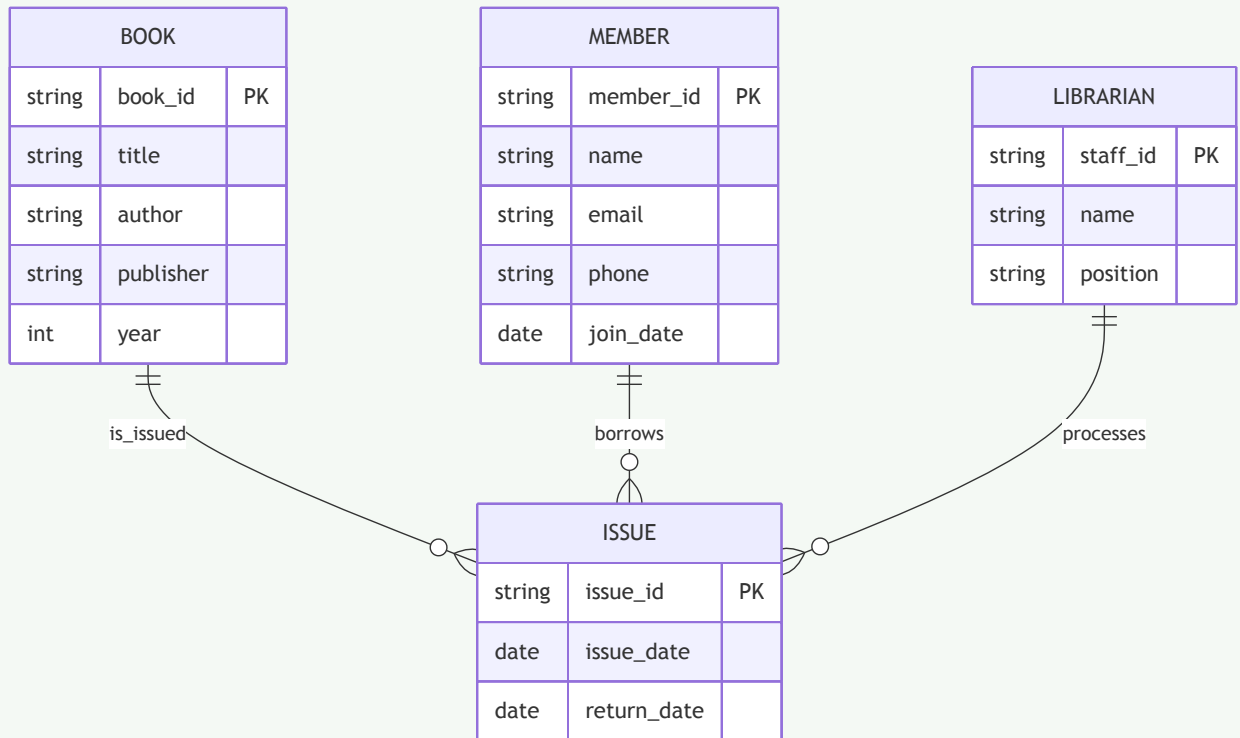 BOOK
string book_id PK
string title
string author
string publisher
int year
MEMBER
string member_id PK
string name
string email
string phone
date join_date
LIBRARIAN
string staff_id PK
string name
string position
is_issued
borrows
processes
ISSUE
string issue_id PK
date issue_date
date return_date